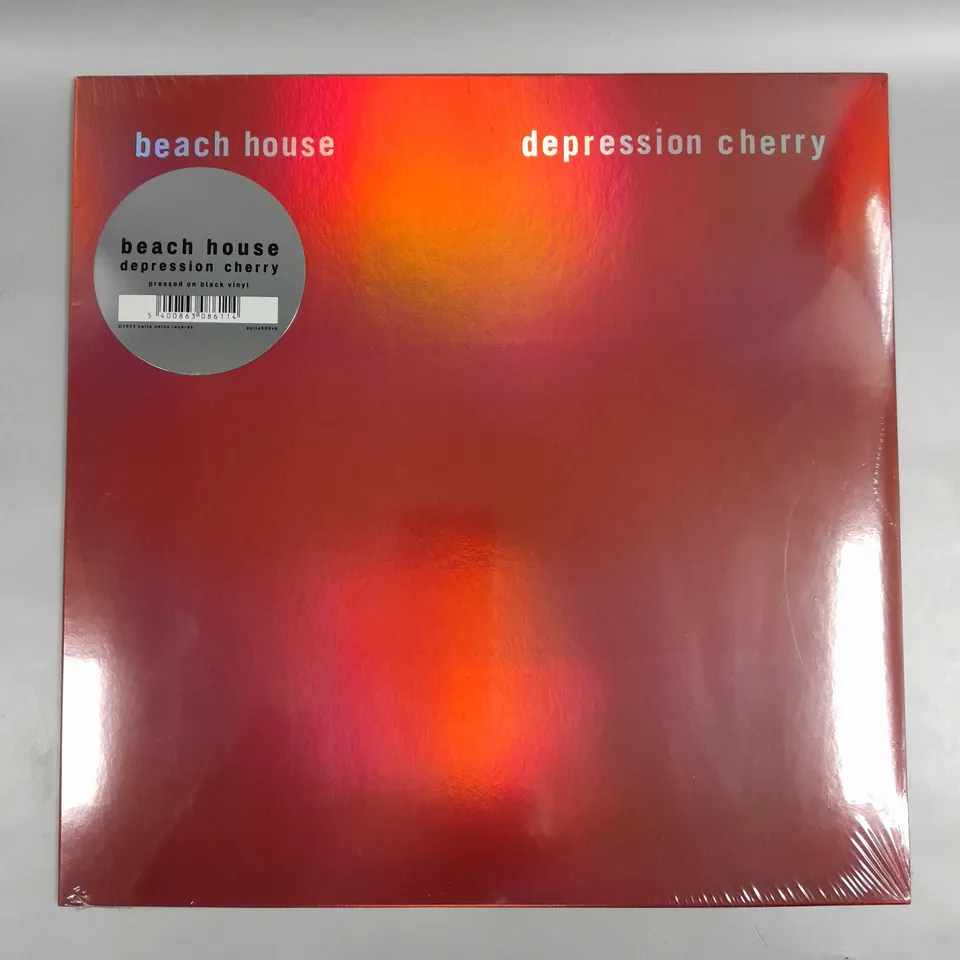 beach house
depression cherry
beach house
depression cherry
pressed on black vinyl
5 400863 086114